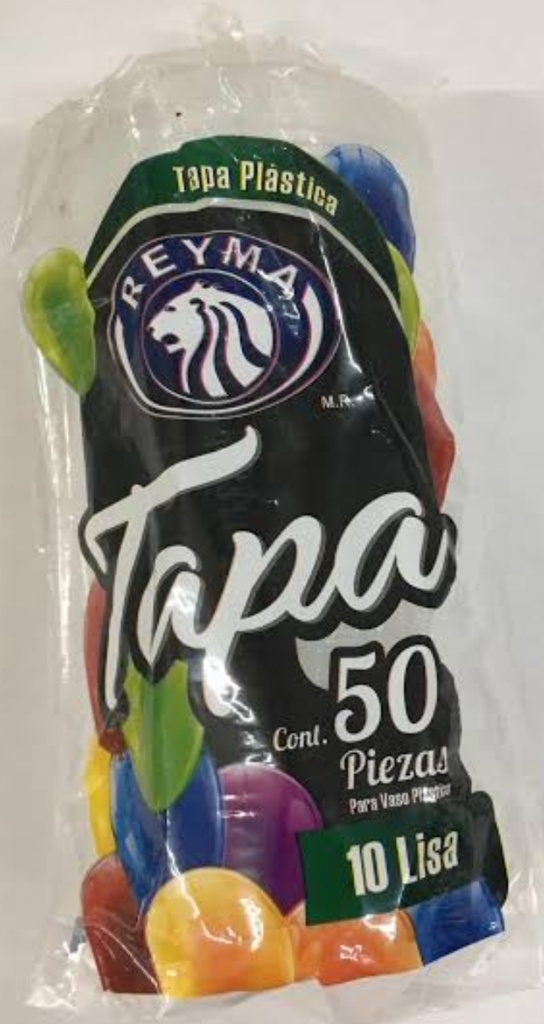 Tapa Plástica
REYMA
M.R.
Tapa
Cont. 50
Piezas
Para Vaso Plástico
10 Lisa